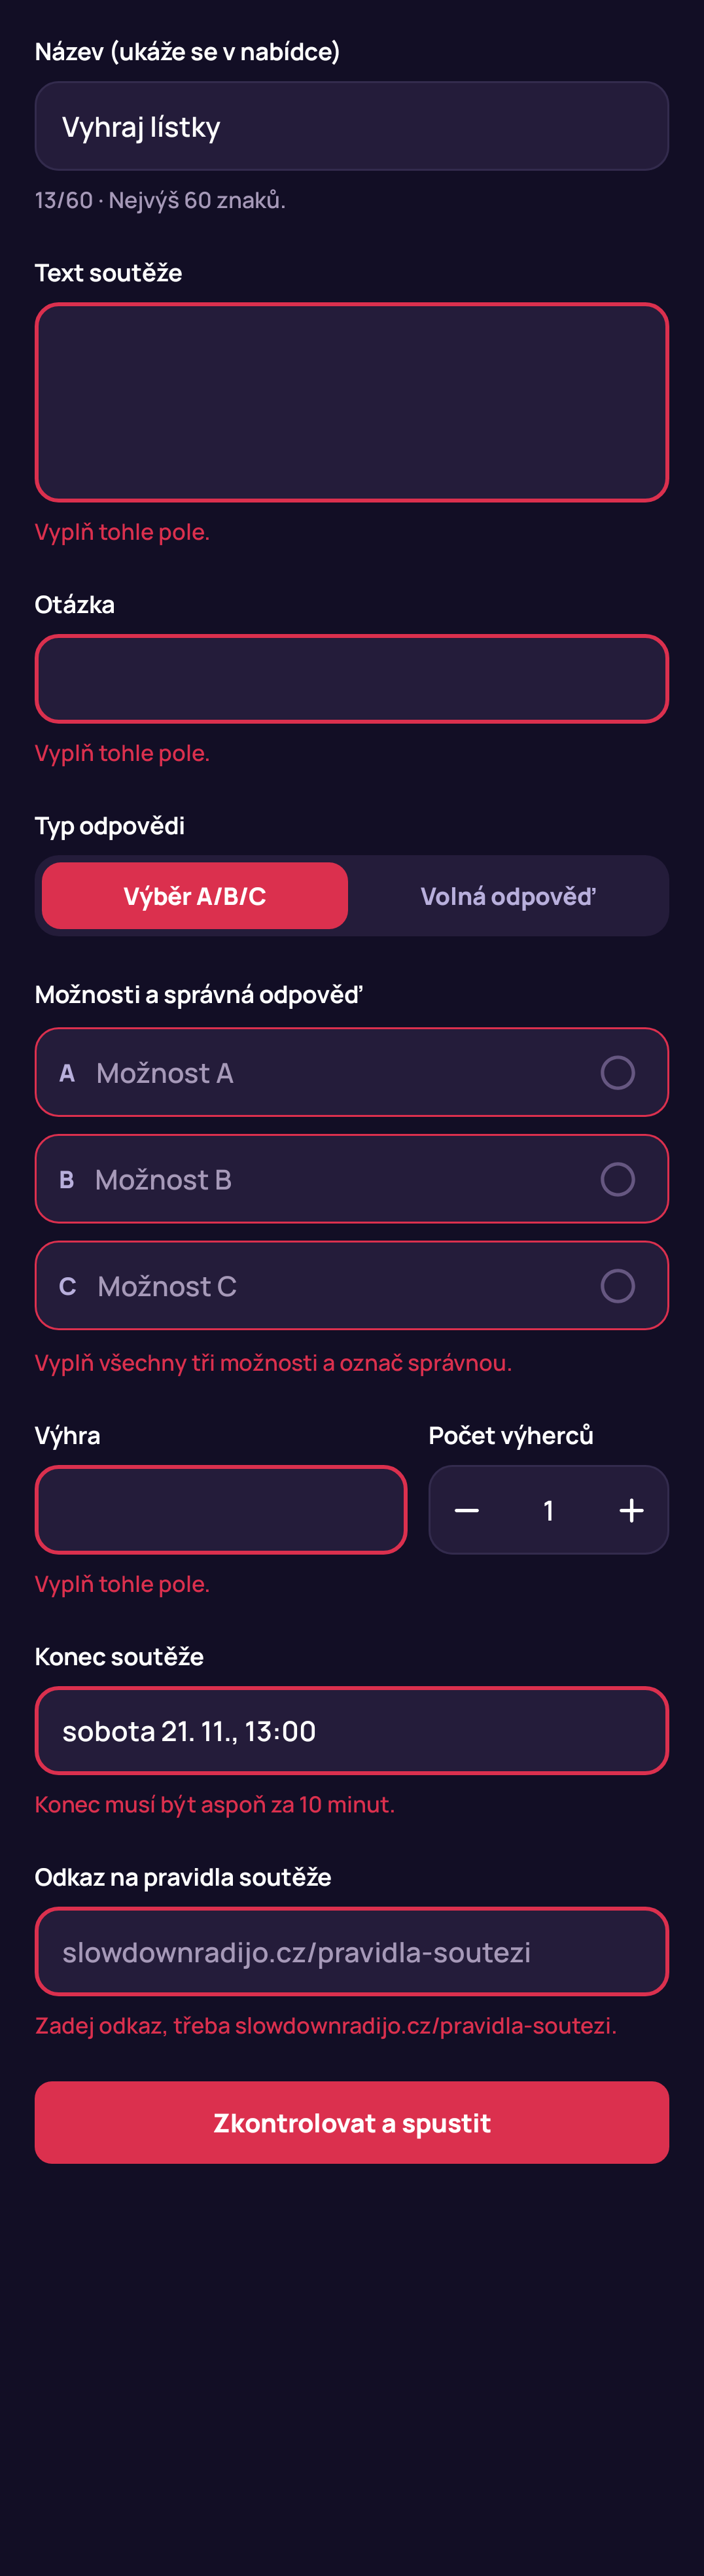 Název (ukáže se v nabídce)
Vyhraj lístky
13/60 · Nejvýš 60 znaků.
Text soutěže
Vyplň tohle pole.
Otázka
Vyplň tohle pole.
Typ odpovědi
Výběr A/B/C
Volná odpověď
Možnosti a správná odpověď
A Možnost A
B Možnost B
C Možnost C
Vyplň všechny tři možnosti a označ správnou.
Výhra
Počet výherců
1
Vyplň tohle pole.
Konec soutěže
sobota 21. 11., 13:00
Konec musí být aspoň za 10 minut.
Odkaz na pravidla soutěže
slowdownradijo.cz/pravidla-soutezi
Zadej odkaz, třeba slowdownradijo.cz/pravidla-soutezi.
Zkontrolovat a spustit